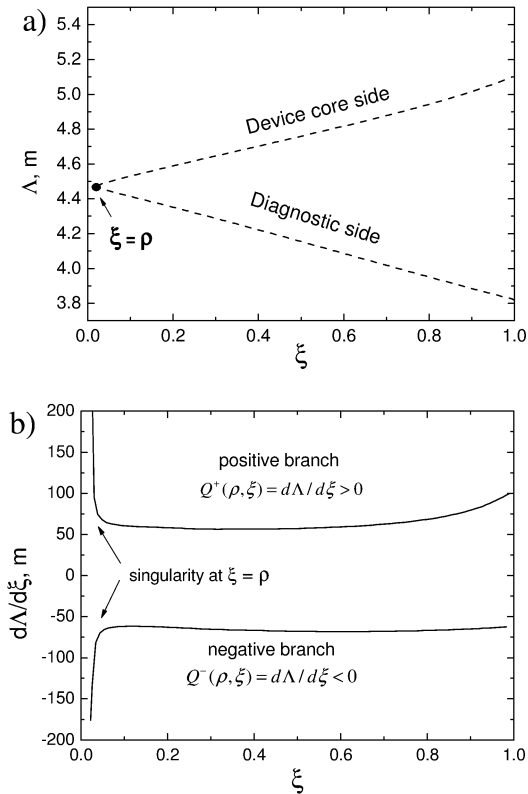 a)
5.4
5.2
5.0
4.8
4.6
4.4
4.2
4.0
3.8
Λ, m
Device core side
Diagnostic side
ξ = ρ
0.0 0.2 0.4 0.6 0.8 1.0
ξ
b)
200
150
100
50
0
-50
-100
-150
-200
dΛ/dξ, m
positive branch
Q⁺(ρ,ξ) = dΛ / dξ > 0
singularity at ξ = ρ
negative branch
Q⁻(ρ,ξ) = dΛ / dξ < 0
0.0 0.2 0.4 0.6 0.8 1.0
ξ